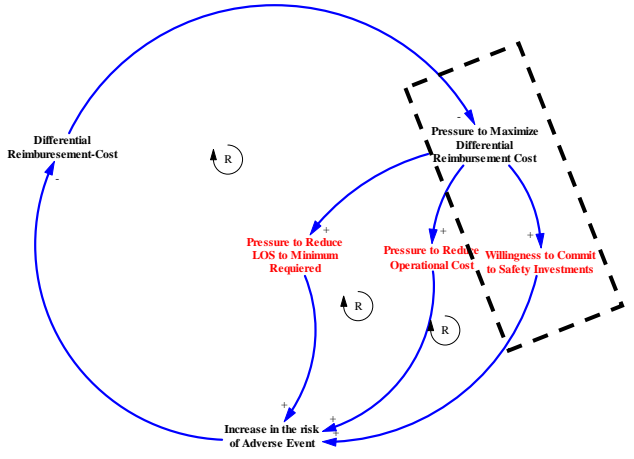 -
Pressure to Maximize
Differential
Reimbursement Cost
Differential
Reimburesement-Cost
-
R
+
+
+
Pressure to Reduce
LOS to Minimum
Requiered
Pressure to Reduce
Operational Cost
Willingness to Commit
to Safety Investments
R
R
+
+
+
Increase in the risk
of Adverse Event